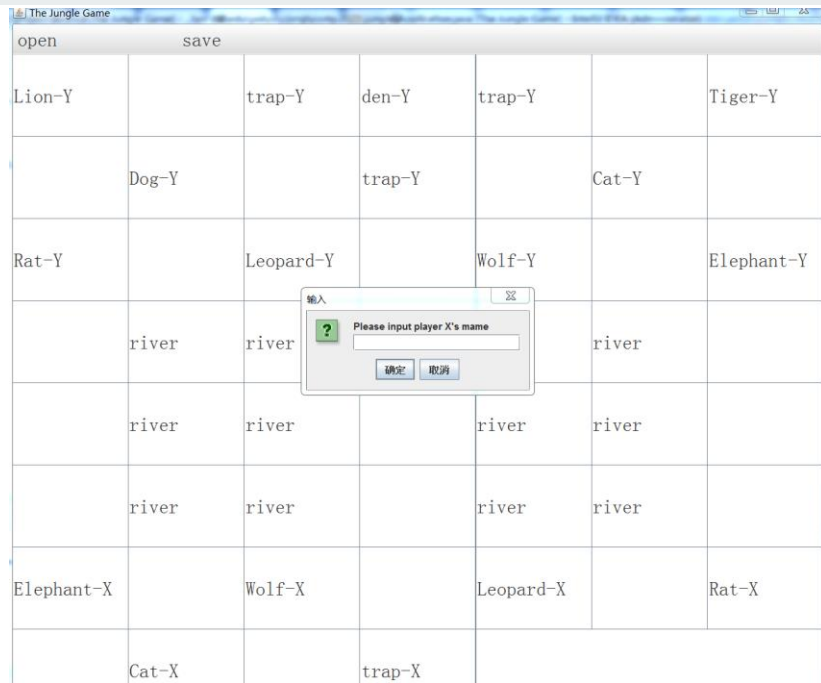 The Jungle Game
open save
Lion-Y trap-Y den-Y trap-Y Tiger-Y
Dog-Y trap-Y Cat-Y
Rat-Y Leopard-Y Wolf-Y Elephant-Y
输入
Please input player X's mame
river river river
确定 取消
river river river river
river river river river
Elephant-X Wolf-X Leopard-X Rat-X
Cat-X trap-X